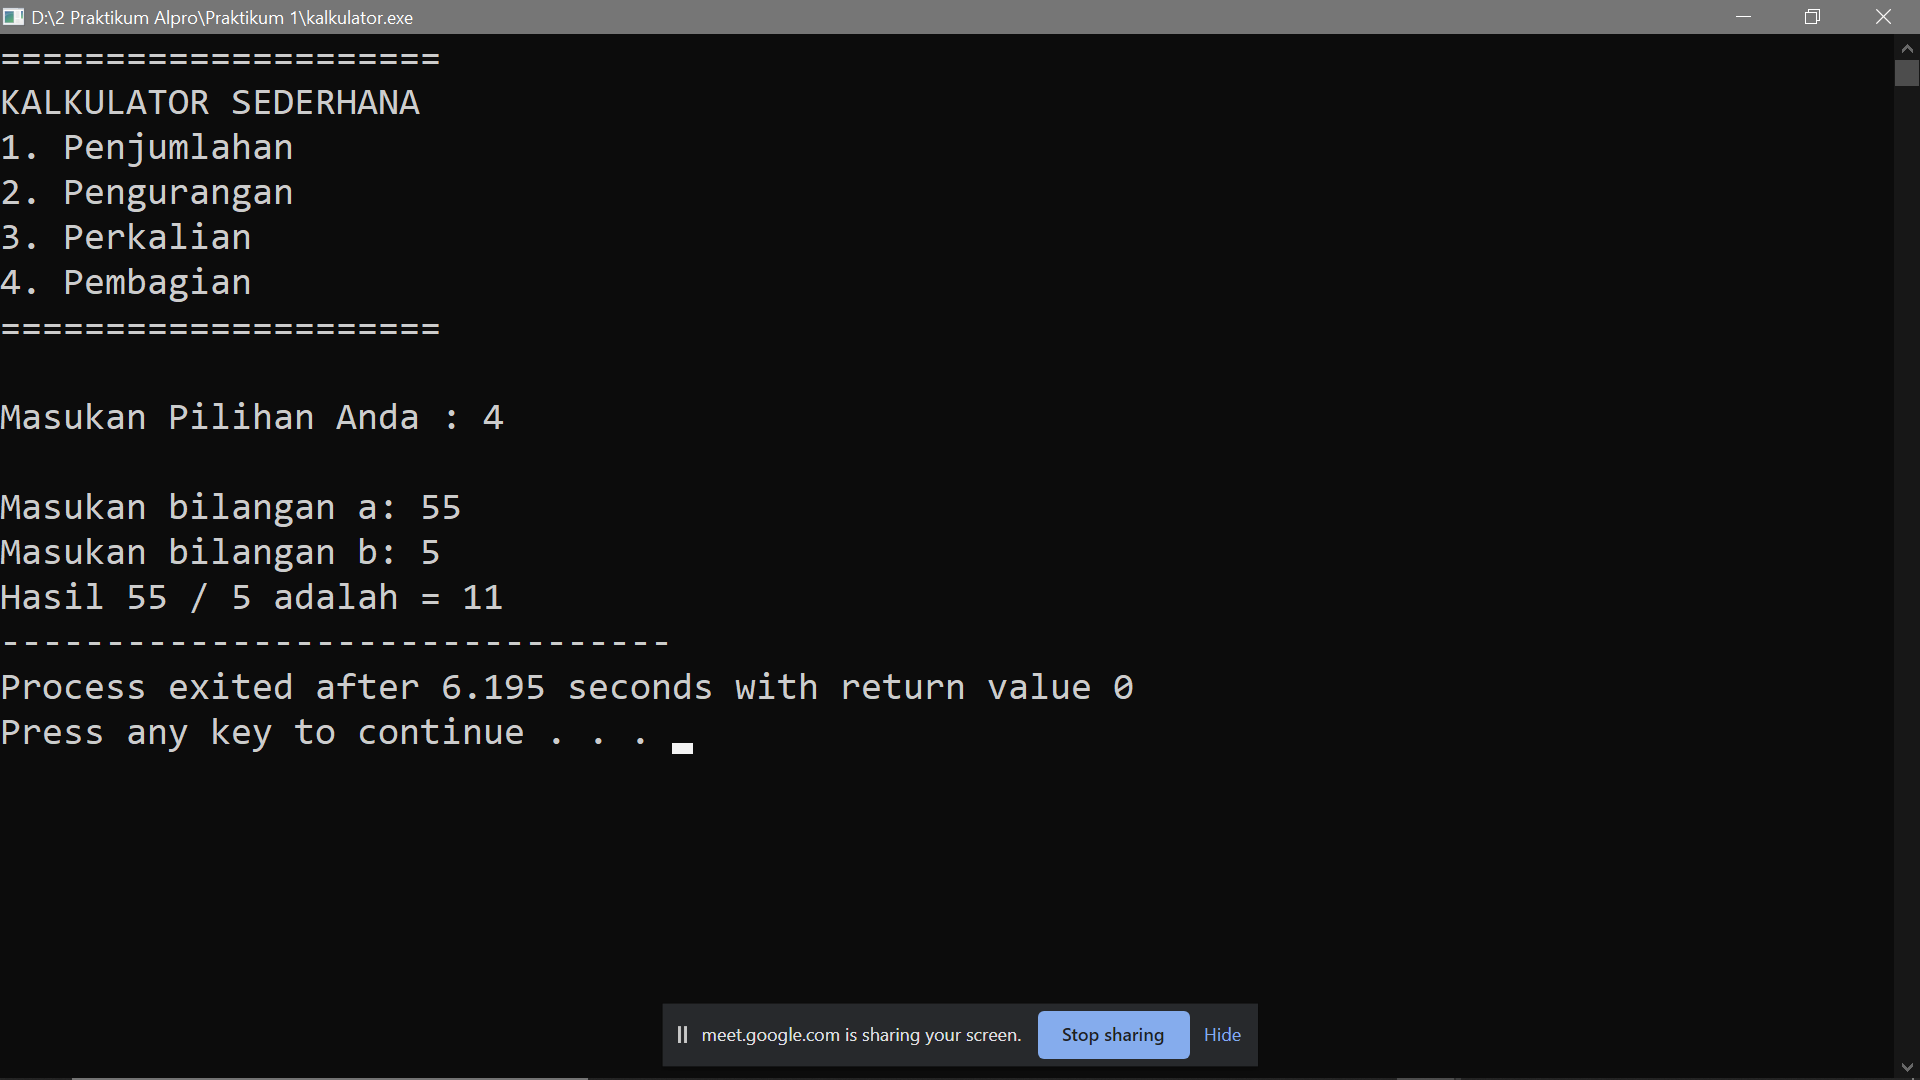 D:\2 Praktikum Alpro\Praktikum 1\kalkulator.exe
=====================
KALKULATOR SEDERHANA
1. Penjumlahan
2. Pengurangan
3. Perkalian
4. Pembagian
=====================
Masukan Pilihan Anda : 4
Masukan bilangan a: 55
Masukan bilangan b: 5
Hasil 55 / 5 adalah = 11
--------------------------------
Process exited after 6.195 seconds with return value 0
Press any key to continue . . .
meet.google.com is sharing your screen. Stop sharing Hide